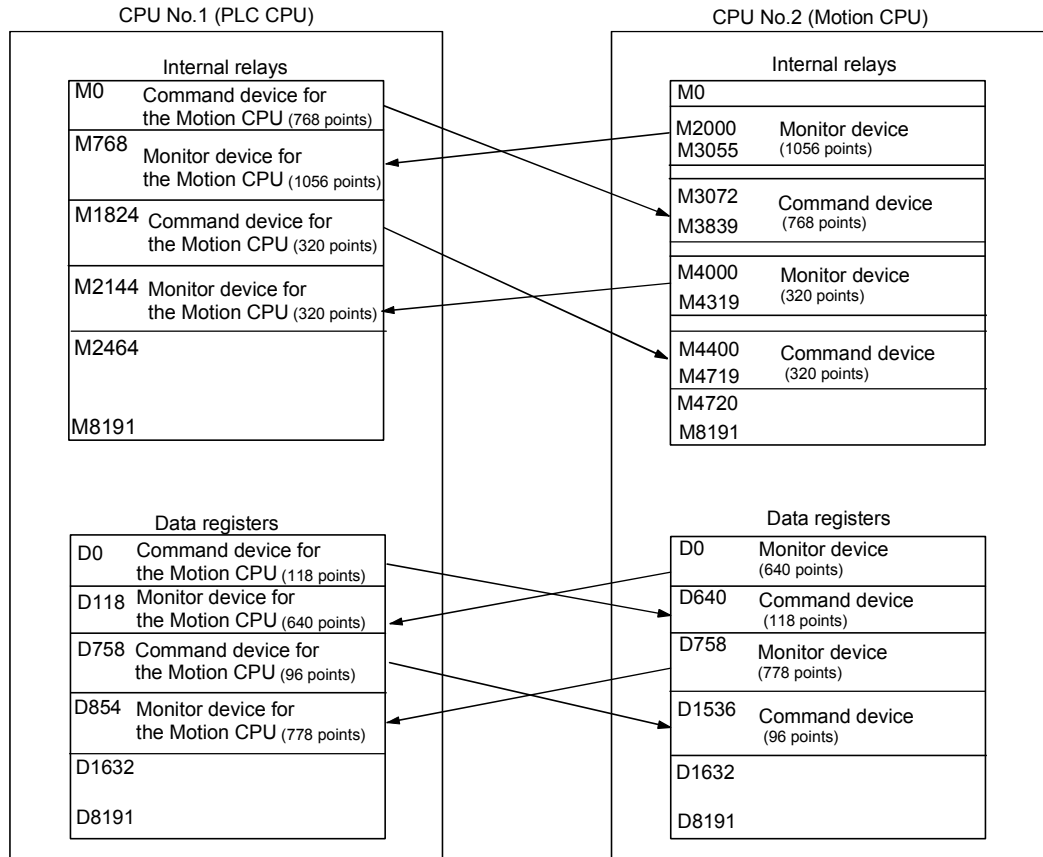 CPU No.1 (PLC CPU)
Internal relays
M0 Command device for
the Motion CPU (768 points)
M768 Monitor device for
the Motion CPU (1056 points)
M1824 Command device for
the Motion CPU (320 points)
M2144 Monitor device for
the Motion CPU (320 points)
M2464
M8191
Data registers
D0 Command device for
the Motion CPU (118 points)
D118 Monitor device for
the Motion CPU (640 points)
D758 Command device for
the Motion CPU (96 points)
D854 Monitor device for
the Motion CPU (778 points)
D1632
D8191
CPU No.2 (Motion CPU)
Internal relays
M0
M2000 Monitor device
M3055 (1056 points)
M3072 Command device
M3839 (768 points)
M4000 Monitor device
M4319 (320 points)
M4400 Command device
M4719 (320 points)
M4720
M8191
Data registers
D0 Monitor device
(640 points)
D640 Command device
(118 points)
D758 Monitor device
(778 points)
D1536 Command device
(96 points)
D1632
D8191